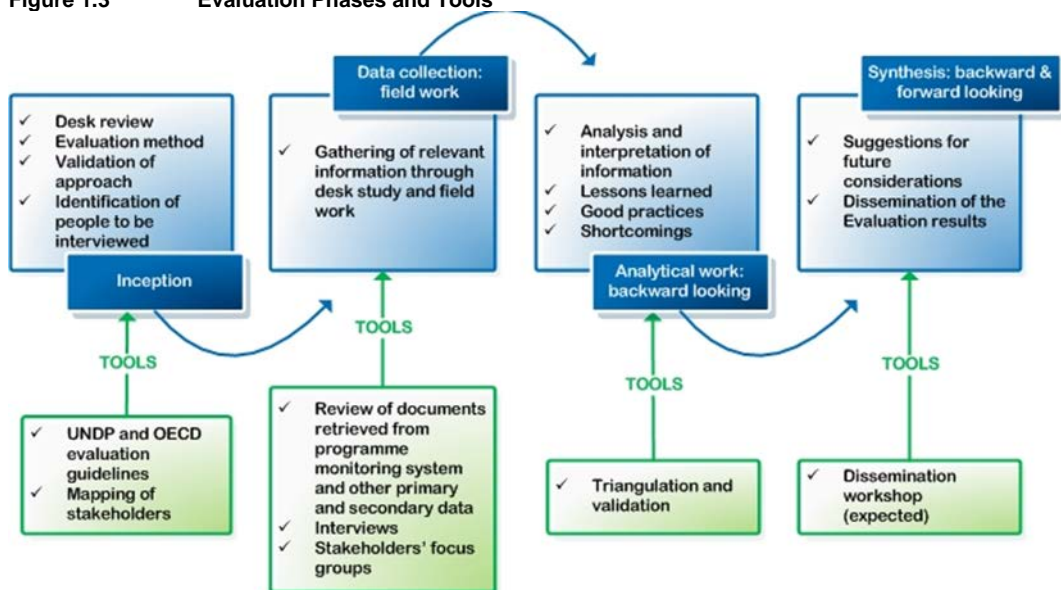 Figure 1.3 Evaluation Phases and Tools
✓ Desk review
✓ Evaluation method
✓ Validation of
approach
✓ Identification of
people to be
interviewed
Inception
TOOLS
✓ UNDP and OECD
evaluation
guidelines
✓ Mapping of
stakeholders
Data collection:
field work
✓ Gathering of relevant
information through
desk study and field
work
TOOLS
✓ Review of documents
retrieved from
programme
monitoring system
and other primary
and secondary data
✓ Interviews
✓ Stakeholders' focus
groups
✓ Analysis and
interpretation of
information
✓ Lessons learned
✓ Good practices
✓ Shortcomings
Analytical work:
backward looking
TOOLS
✓ Triangulation and
validation
Synthesis: backward &
forward looking
✓ Suggestions for
future
considerations
✓ Dissemination of the
Evaluation results
TOOLS
✓ Dissemination
workshop
(expected)